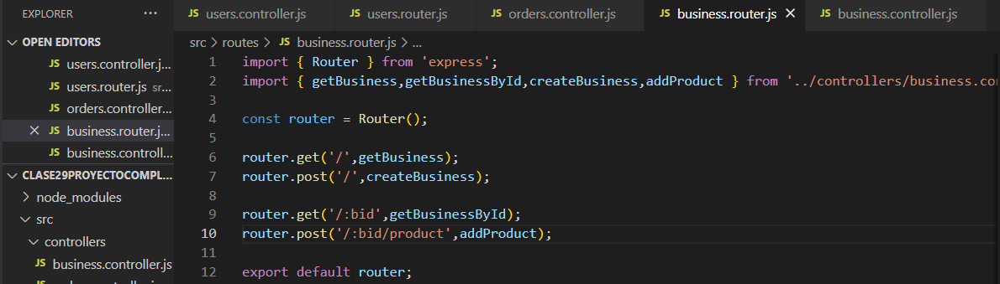 EXPLORER ...
OPEN EDITORS
JS users.controller.j...
JS users.router.js sr...
JS orders.controller...
JS business.router.j...
JS business.controll...
CLASE29PROYECTOCOMPL...
node_modules
src
controllers
JS business.controller.js
JS users.controller.js JS users.router.js JS orders.controller.js JS business.router.js JS business.controller.js
src > routes > JS business.router.js > ...
1 import { Router } from 'express';
2 import { getBusiness,getBusinessById,createBusiness,addProduct } from '../controllers/business.co
3
4 const router = Router();
5
6 router.get('/',getBusiness);
7 router.post('/',createBusiness);
8
9 router.get('/:bid',getBusinessById);
10 router.post('/:bid/product',addProduct);
11
12 export default router;